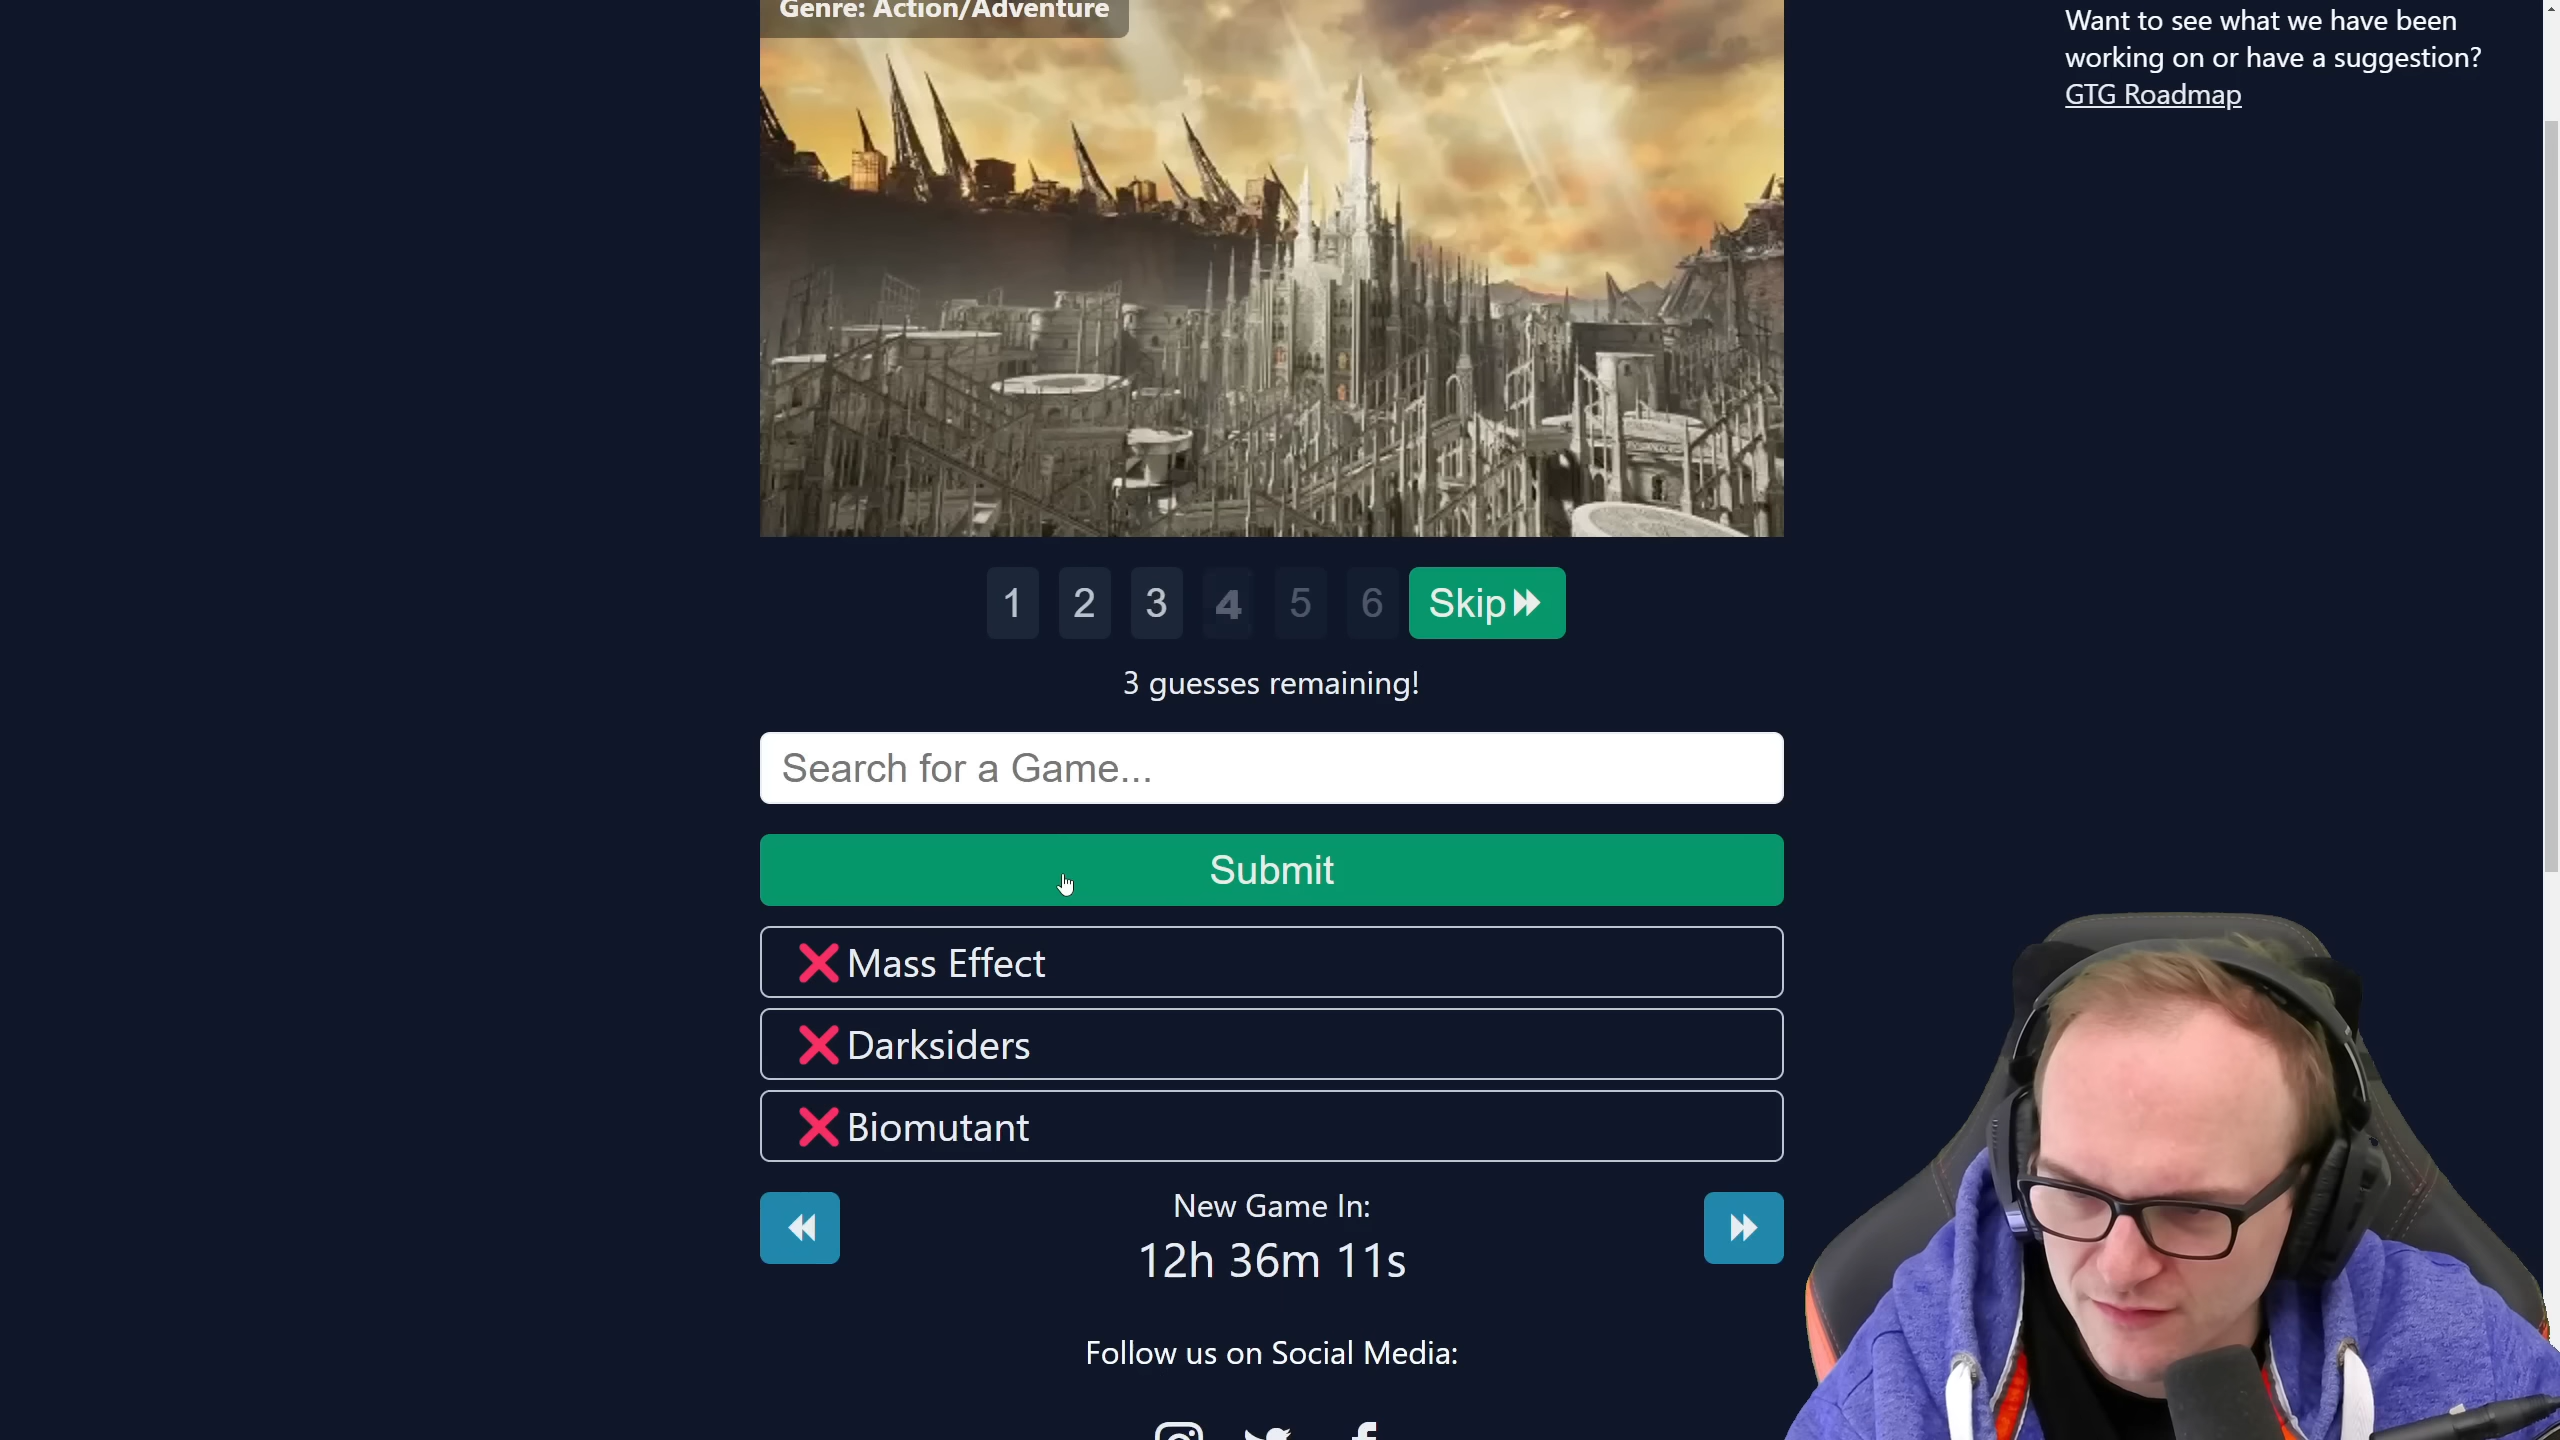 Genre: Action/Adventure
Want to see what we have been
working on or have a suggestion?
GTG Roadmap
1 2 3 4 5 6 Skip
3 guesses remaining!
Search for a Game...
Submit
Mass Effect
Darksiders
Biomutant
New Game In:
12h 36m 11s
Follow us on Social Media: